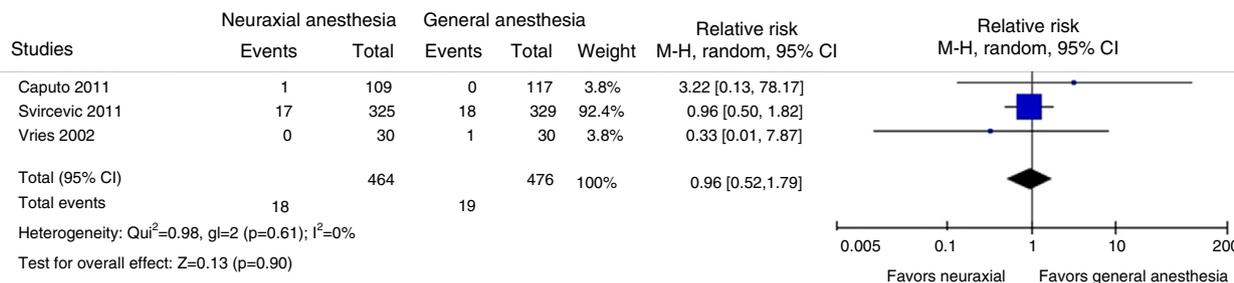 Neuraxial anesthesia General anesthesia Relative risk Relative risk
Studies Events Total Events Total Weight M-H, random, 95% CI M-H, random, 95% CI
Caputo 2011 1 109 0 117 3.8% 3.22 [0.13, 78.17]
Svircevic 2011 17 325 18 329 92.4% 0.96 [0.50, 1.82]
Vries 2002 0 30 1 30 3.8% 0.33 [0.01, 7.87]
Total (95% CI) 464 476 100% 0.96 [0.52,1.79]
Total events 18 19
Heterogeneity: Qui²=0.98, gl=2 (p=0.61); I²=0%
Test for overall effect: Z=0.13 (p=0.90)
0.005 0.1 1 10 200
Favors neuraxial Favors general anesthesia